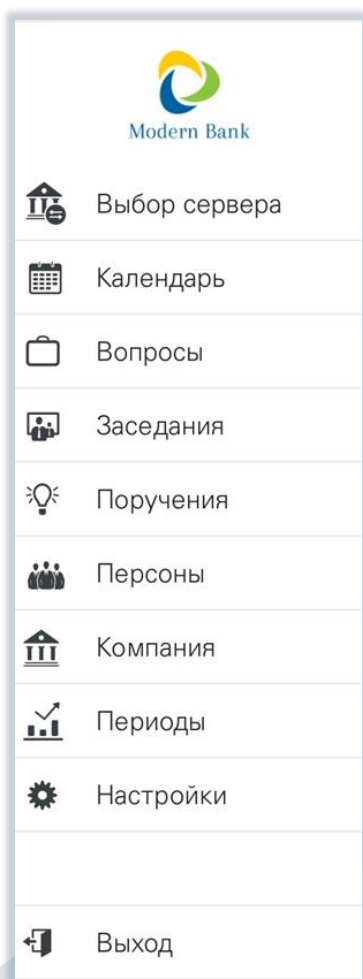 Modern Bank
Выбор сервера
Календарь
Вопросы
Заседания
Поручения
Персоны
Компания
Периоды
Настройки
Выход